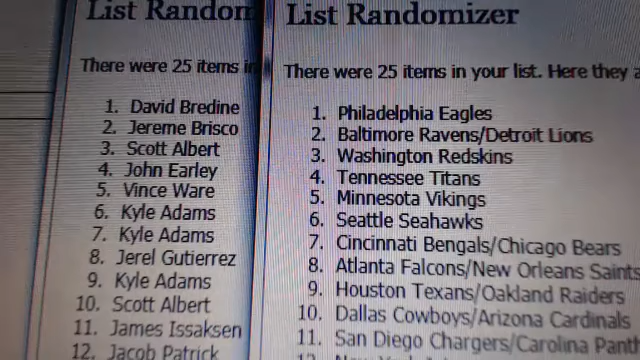 List Random
There were 25 items in
1. David Bredine
2. Jereme Brisco
3. Scott Albert
4. John Earley
5. Vince Ware
6. Kyle Adams
7. Kyle Adams
8. Jerel Gutierrez
9. Kyle Adams
10. Scott Albert
11. James Issaksen
12. Jacob Patrick
List Randomizer
There were 25 items in your list. Here they a
1. Philadelphia Eagles
2. Baltimore Ravens/Detroit Lions
3. Washington Redskins
4. Tennessee Titans
5. Minnesota Vikings
6. Seattle Seahawks
7. Cincinnati Bengals/Chicago Bears
8. Atlanta Falcons/New Orleans Saints
9. Houston Texans/Oakland Raiders
10. Dallas Cowboys/Arizona Cardinals
11. San Diego Chargers/Carolina Panth
12.